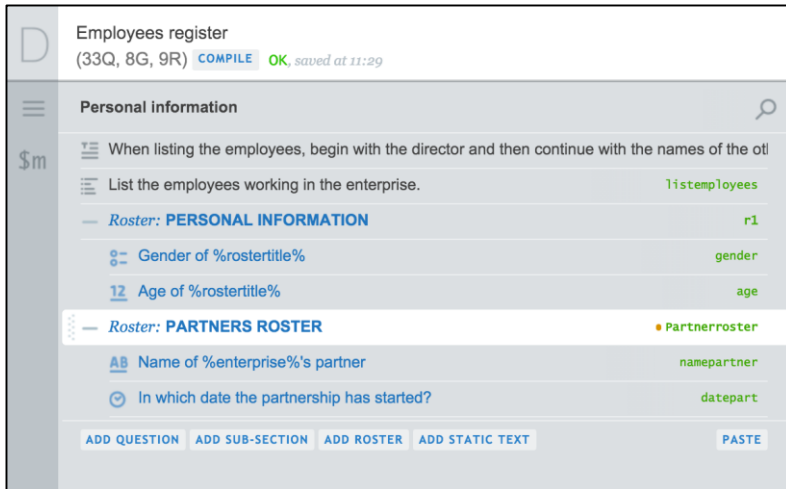 D
Employees register
(33Q, 8G, 9R) COMPILE OK, saved at 11:29
Personal information
$m
When listing the employees, begin with the director and then continue with the names of the otl
List the employees working in the enterprise. listemployees
Roster: PERSONAL INFORMATION r1
Gender of %rostertitle% gender
12 Age of %rostertitle% age
Roster: PARTNERS ROSTER Partnerroster
AB Name of %enterprise%'s partner namepartner
In which date the partnership has started? datepart
ADD QUESTION ADD SUB-SECTION ADD ROSTER ADD STATIC TEXT PASTE